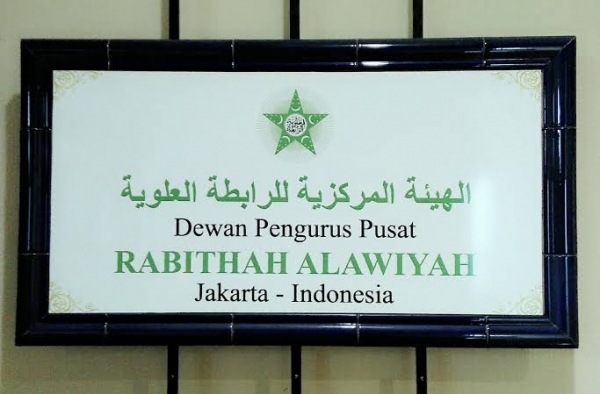 الهيئة المركزية للرابطة العلوية
Dewan Pengurus Pusat
RABITHAH ALAWIYAH
Jakarta - Indonesia